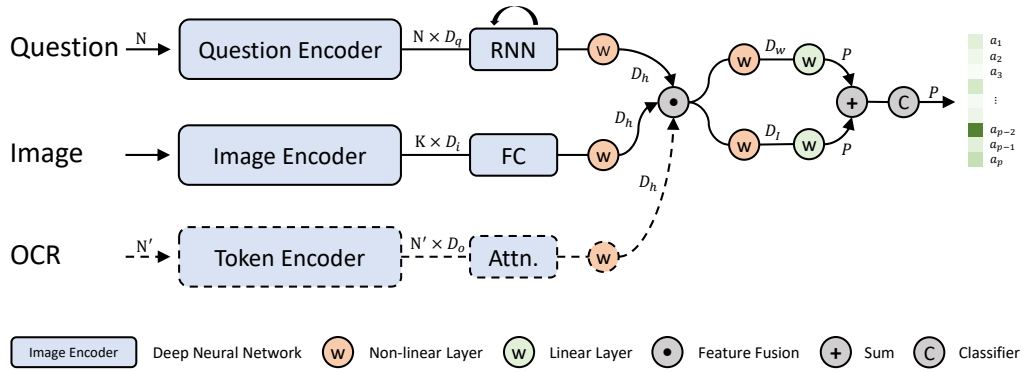 Question N Question Encoder N × D_q RNN w D_h
Image Image Encoder K × D_i FC w D_h
OCR N′ Token Encoder N′ × D_o Attn. w D_h
•
w D_w w P
w D_I w P
+ C P
a_1
a_2
a_3
⋮
a_{p−2}
a_{p−1}
a_p
Image Encoder Deep Neural Network w Non-linear Layer w Linear Layer • Feature Fusion + Sum C Classifier